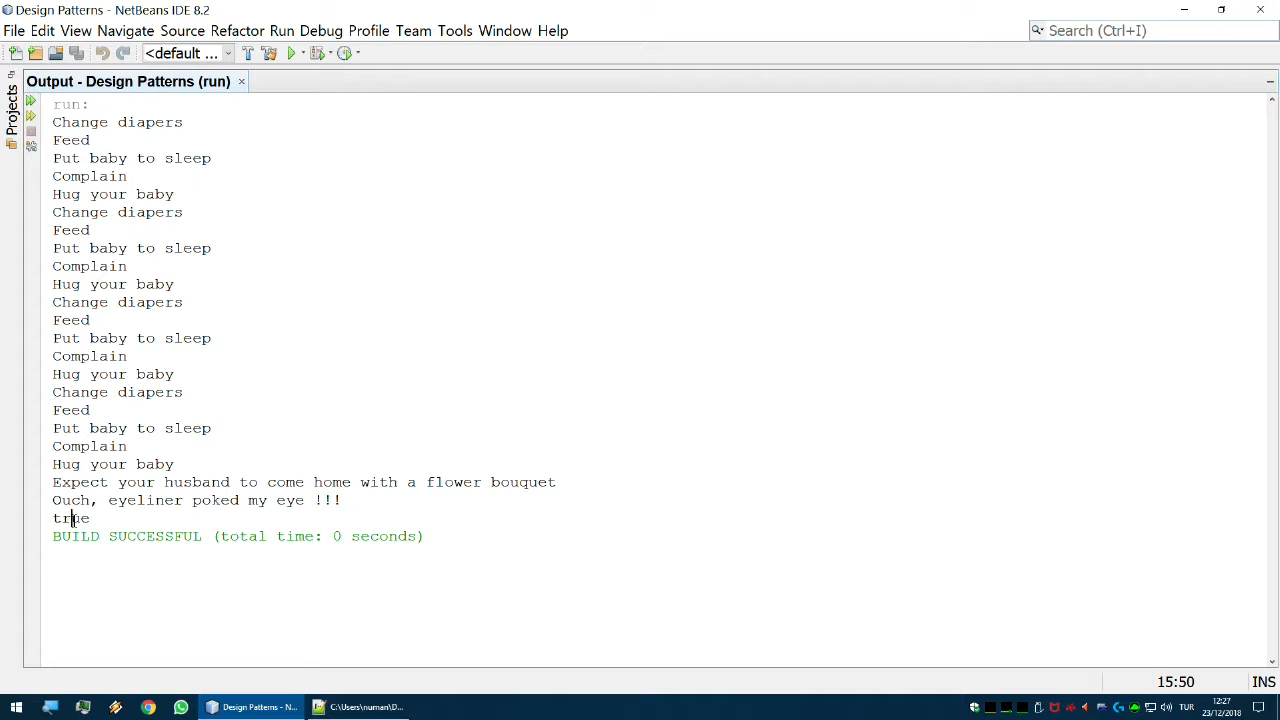 Design Patterns - NetBeans IDE 8.2
File Edit View Navigate Source Refactor Run Debug Profile Team Tools Window Help
Search (Ctrl+I)
<default ...
Output - Design Patterns (run)
Projects
run:
Change diapers
Feed
Put baby to sleep
Complain
Hug your baby
Change diapers
Feed
Put baby to sleep
Complain
Hug your baby
Change diapers
Feed
Put baby to sleep
Complain
Hug your baby
Change diapers
Feed
Put baby to sleep
Complain
Hug your baby
Expect your husband to come home with a flower bouquet
Ouch, eyeliner poked my eye !!!
true
BUILD SUCCESSFUL (total time: 0 seconds)
15:50
INS
Design Patterns - N...
C:\Users\numan\D...
TUR
12:27
23/12/2018